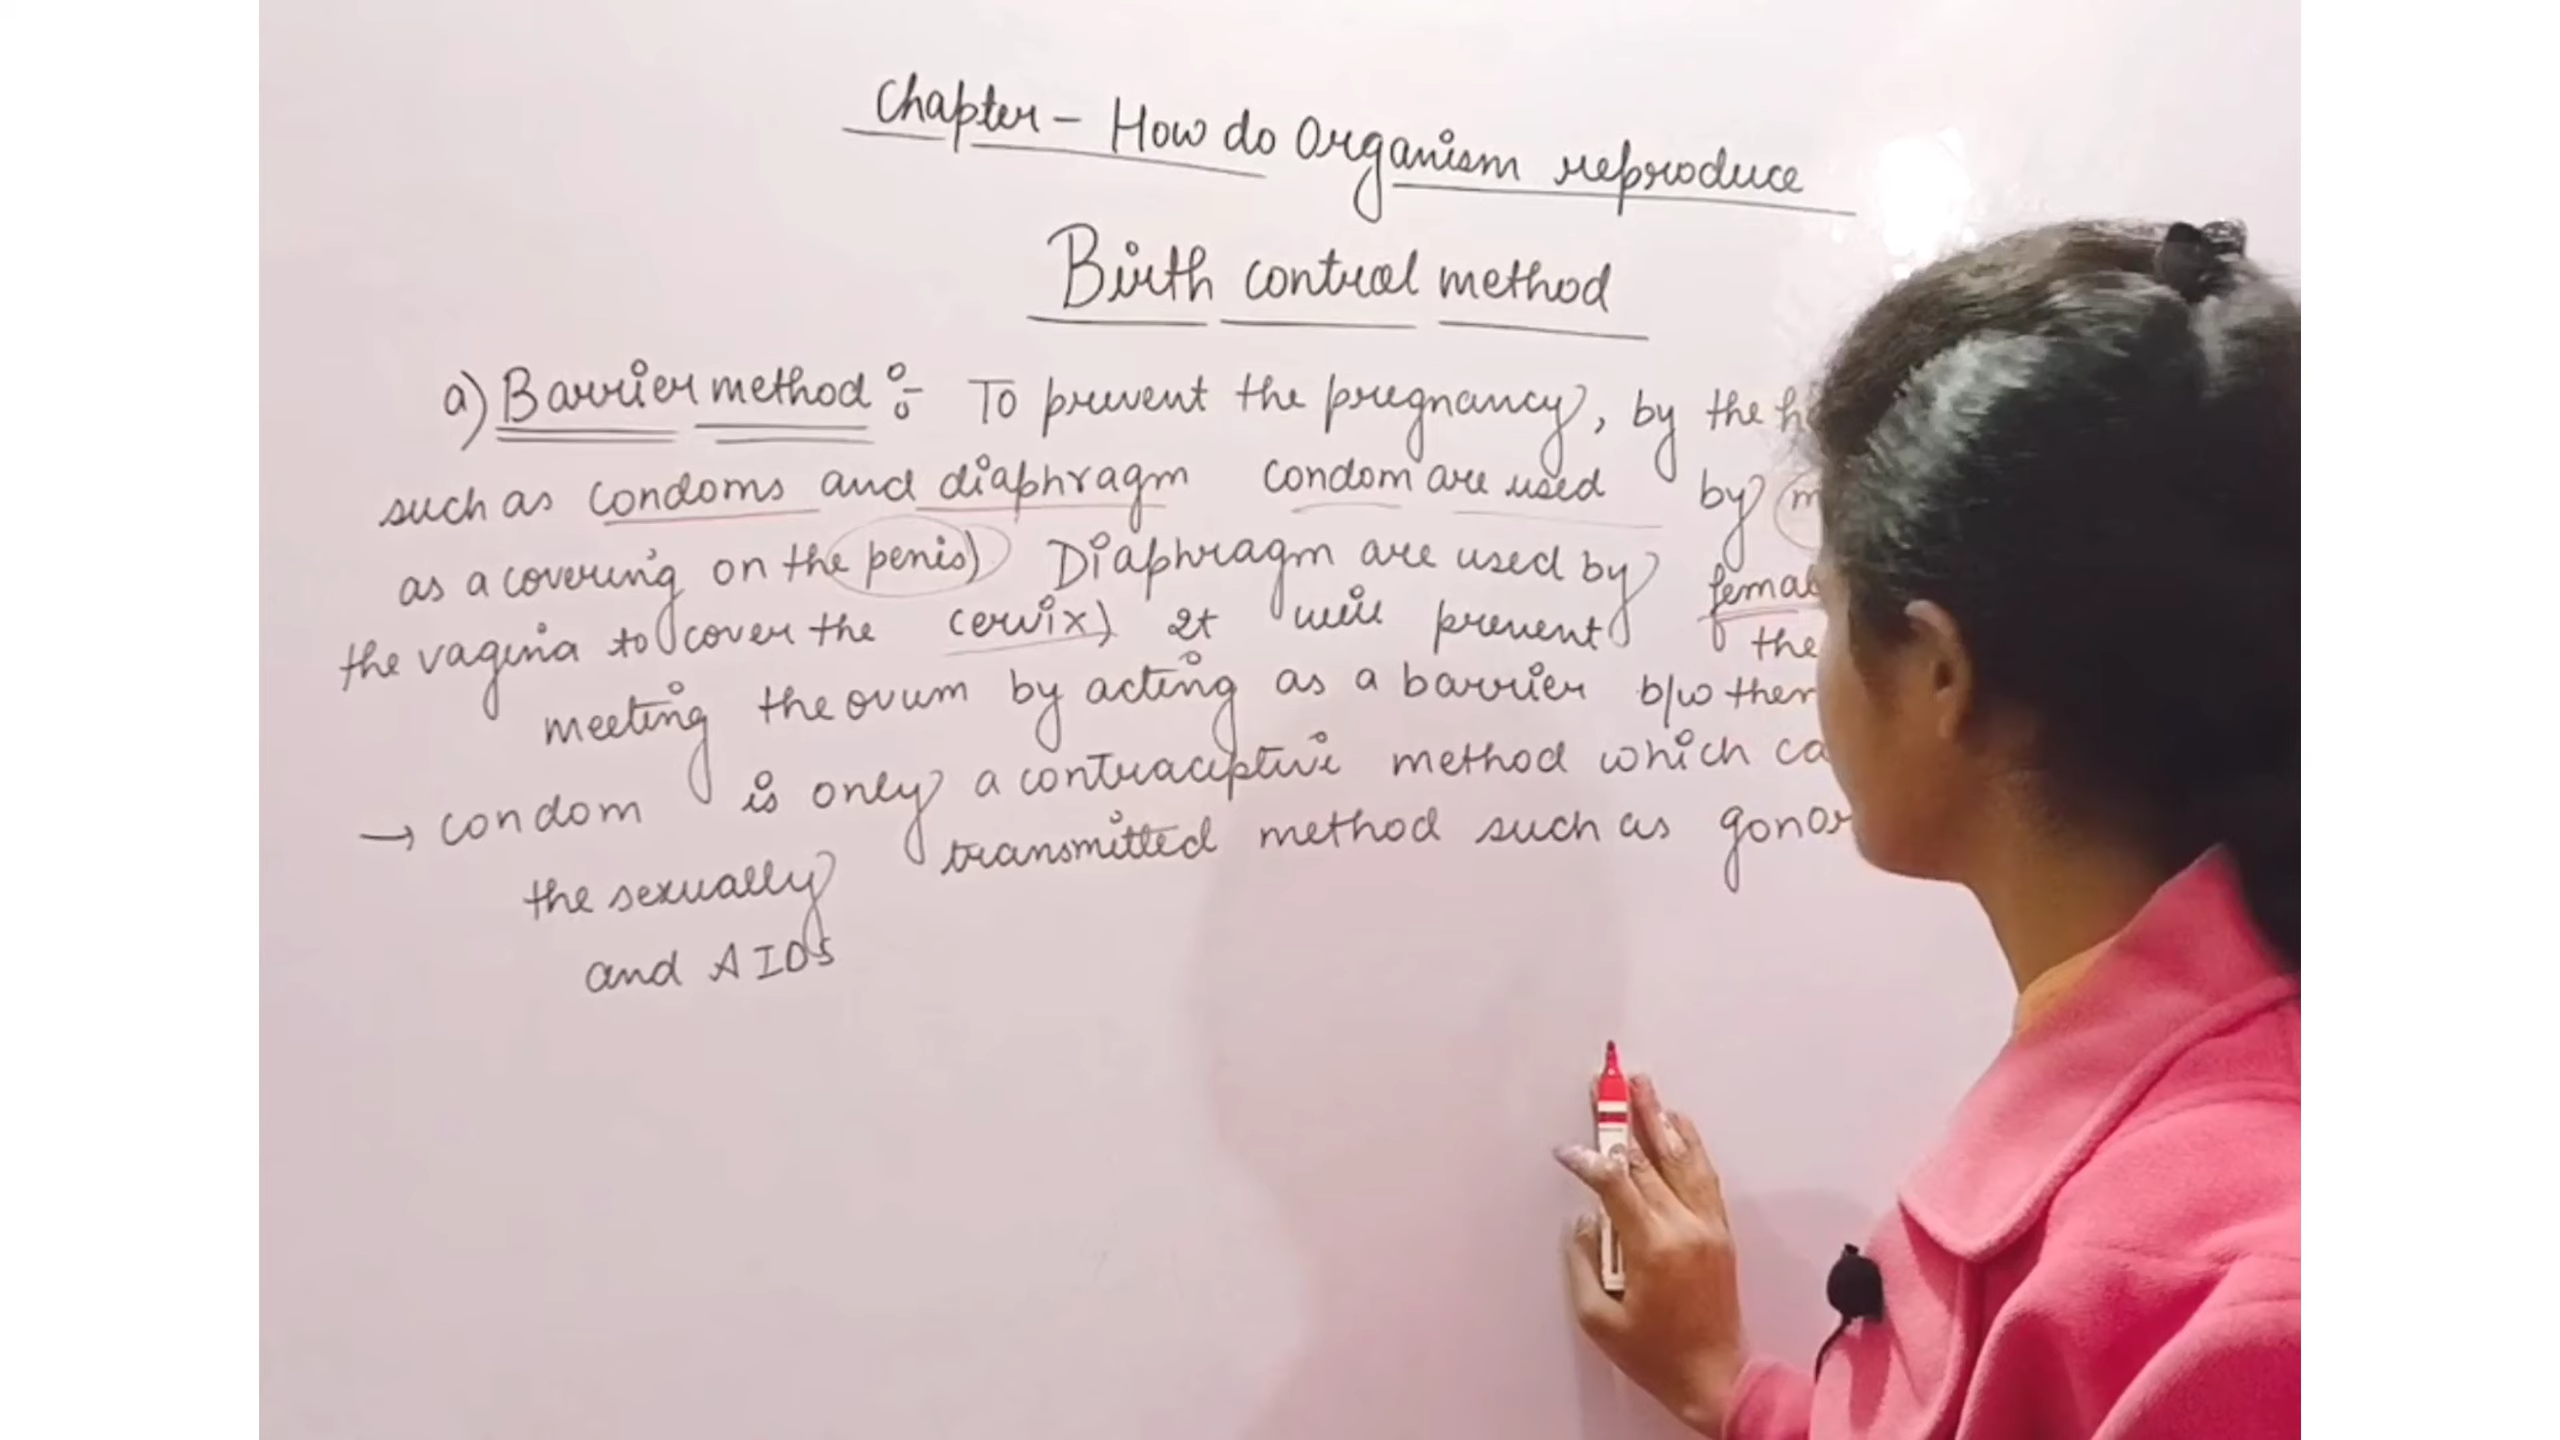 Chapter - How do Organism reproduce
Birth control method
a) Barrier method :- To prevent the pregnancy, by the
such as condoms and diaphragm condom are used by
as a covering on the penis) Diaphragm are used by
the vagina to cover the cervix) It will prevent the
meeting the ovum by acting as a barrier b/w
→ condom is only a contraceptive method which
the sexually transmitted method such as
and AIDS